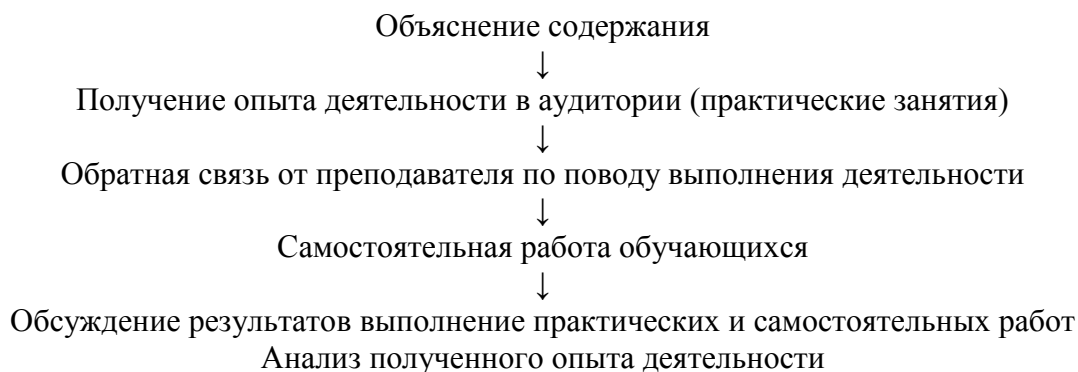 Объяснение содержания
↓
Получение опыта деятельности в аудитории (практические занятия)
↓
Обратная связь от преподавателя по поводу выполнения деятельности
↓
Самостоятельная работа обучающихся
↓
Обсуждение результатов выполнение практических и самостоятельных работ
Анализ полученного опыта деятельности